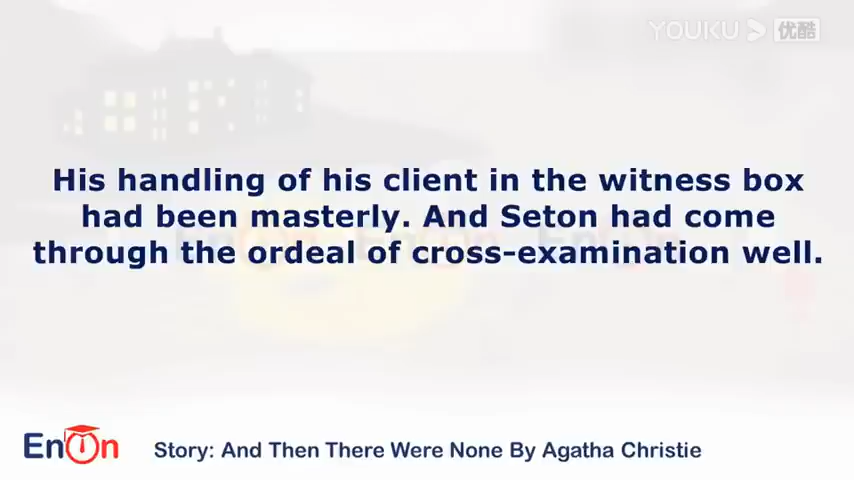 YOUKU 优酷
His handling of his client in the witness box
had been masterly. And Seton had come
through the ordeal of cross-examination well.
EnOn
Story: And Then There Were None By Agatha Christie